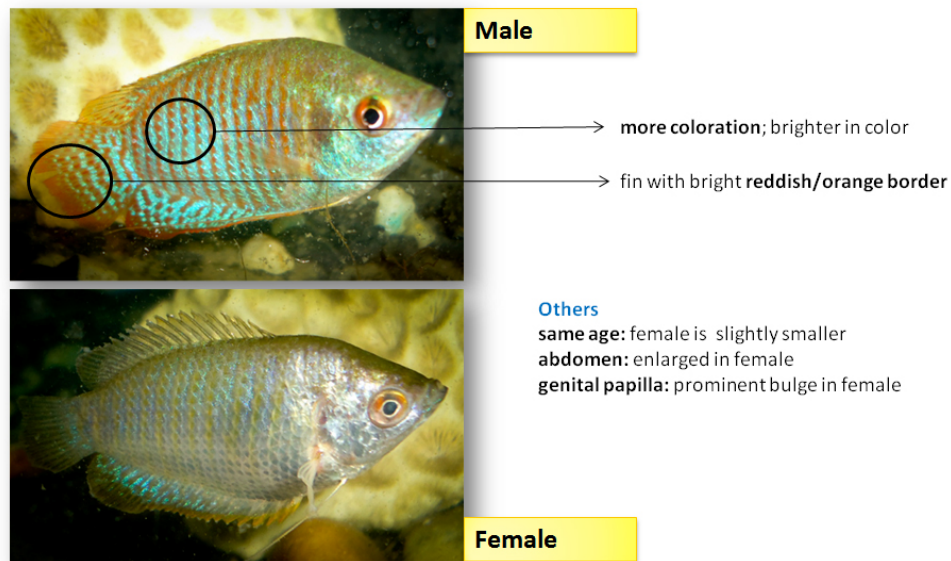 Male
more coloration; brighter in color
fin with bright reddish/orange border
Others
same age: female is slightly smaller
abdomen: enlarged in female
genital papilla: prominent bulge in female
Female